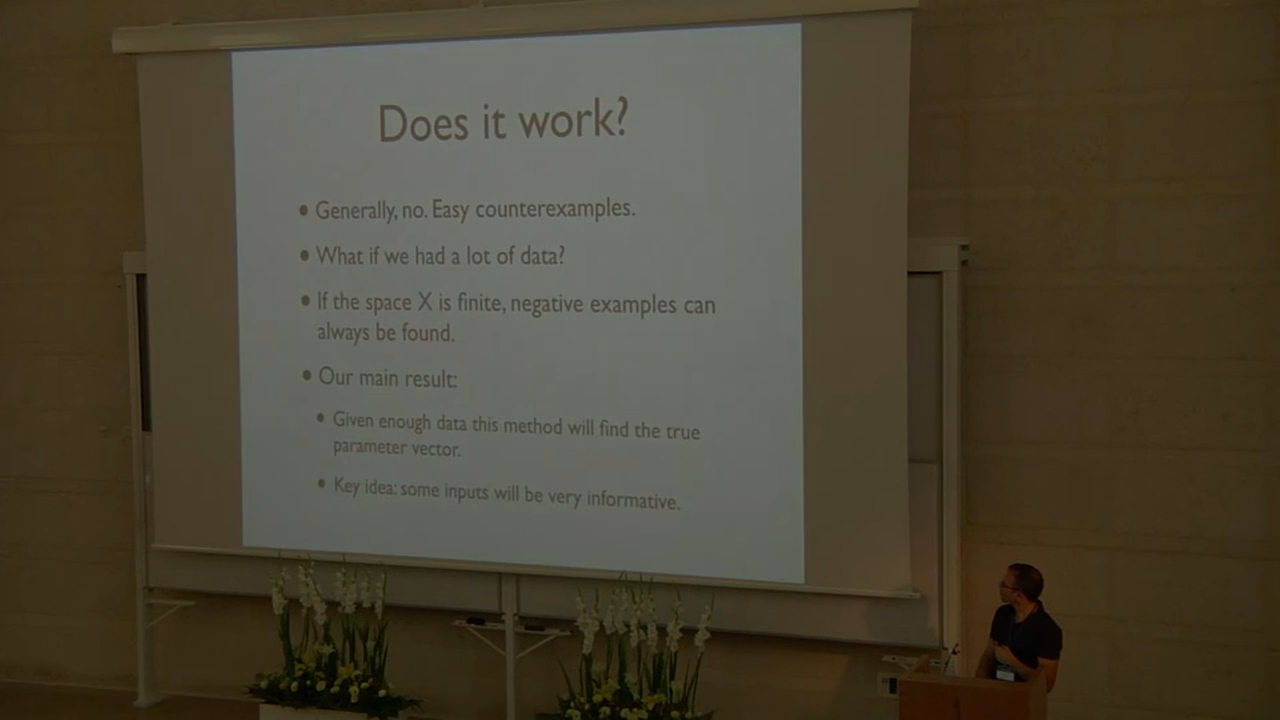 Does it work?
• Generally, no. Easy counterexamples.
• What if we had a lot of data?
• If the space X is finite, negative examples can
always be found.
• Our main result:
• Given enough data this method will find the true
parameter vector.
• Key idea: some inputs will be very informative.